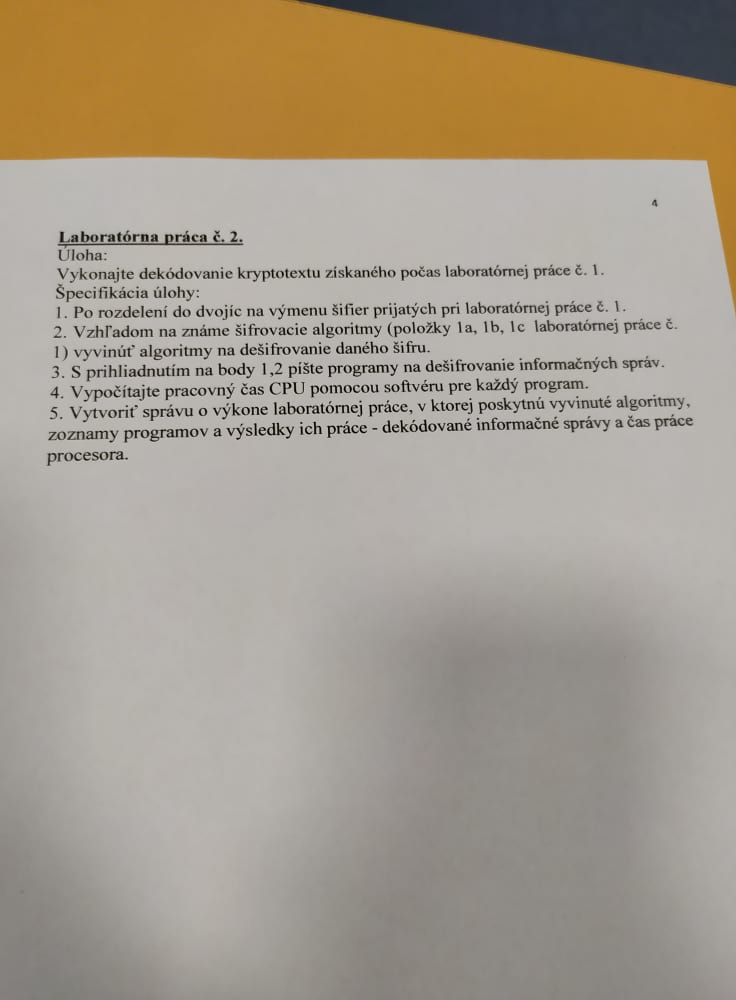 4
Laboratórna práca č. 2.
Úloha:
Vykonajte dekódovanie kryptotextu získaného počas laboratórnej práce č. 1.
Špecifikácia úlohy:
1. Po rozdelení do dvojíc na výmenu šifier prijatých pri laboratórnej práce č. 1.
2. Vzhľadom na známe šifrovacie algoritmy (položky 1a, 1b, 1c laboratórnej práce č.
1) vyvinúť algoritmy na dešifrovanie daného šifru.
3. S prihliadnutím na body 1,2 píšte programy na dešifrovanie informačných správ.
4. Vypočítajte pracovný čas CPU pomocou softvéru pre každý program.
5. Vytvoriť správu o výkone laboratórnej práce, v ktorej poskytnú vyvinuté algoritmy,
zoznamy programov a výsledky ich práce - dekódované informačné správy a čas práce
procesora.